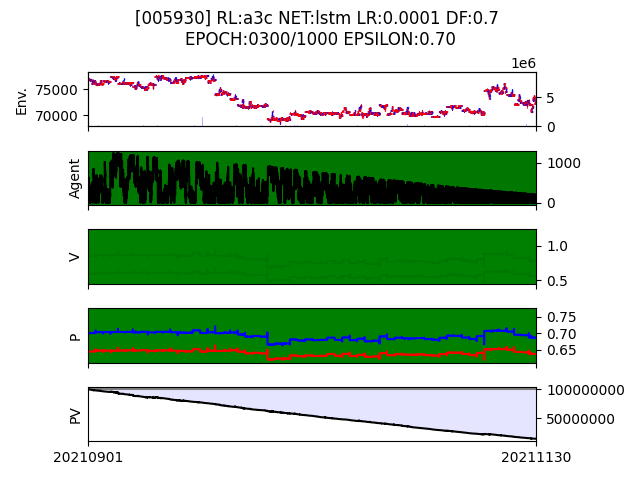 [005930] RL:a3c NET:lstm LR:0.0001 DF:0.7
EPOCH:0300/1000 EPSILON:0.70
1e6
Env.
75000
70000
5
0
Agent
1000
0
V
1.0
0.5
P
0.75
0.70
0.65
PV
100000000
50000000
20210901
20211130